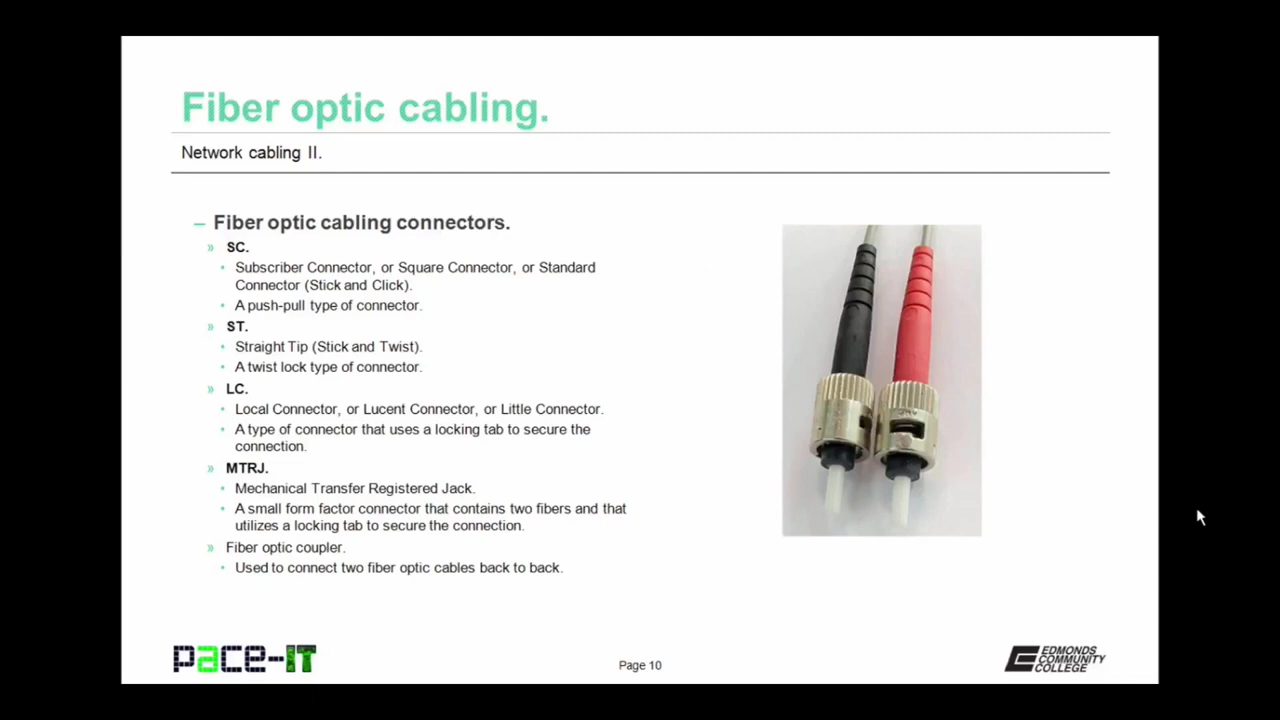 Fiber optic cabling.
Network cabling II.
– Fiber optic cabling connectors.
» SC.
• Subscriber Connector, or Square Connector, or Standard
Connector (Stick and Click).
• A push-pull type of connector.
» ST.
• Straight Tip (Stick and Twist).
• A twist lock type of connector.
» LC.
• Local Connector, or Lucent Connector, or Little Connector.
• A type of connector that uses a locking tab to secure the
connection.
» MTRJ.
• Mechanical Transfer Registered Jack.
• A small form factor connector that contains two fibers and that
utilizes a locking tab to secure the connection.
» Fiber optic coupler.
• Used to connect two fiber optic cables back to back.
pace-IT
Page 10
EDMONDS
COMMUNITY
COLLEGE